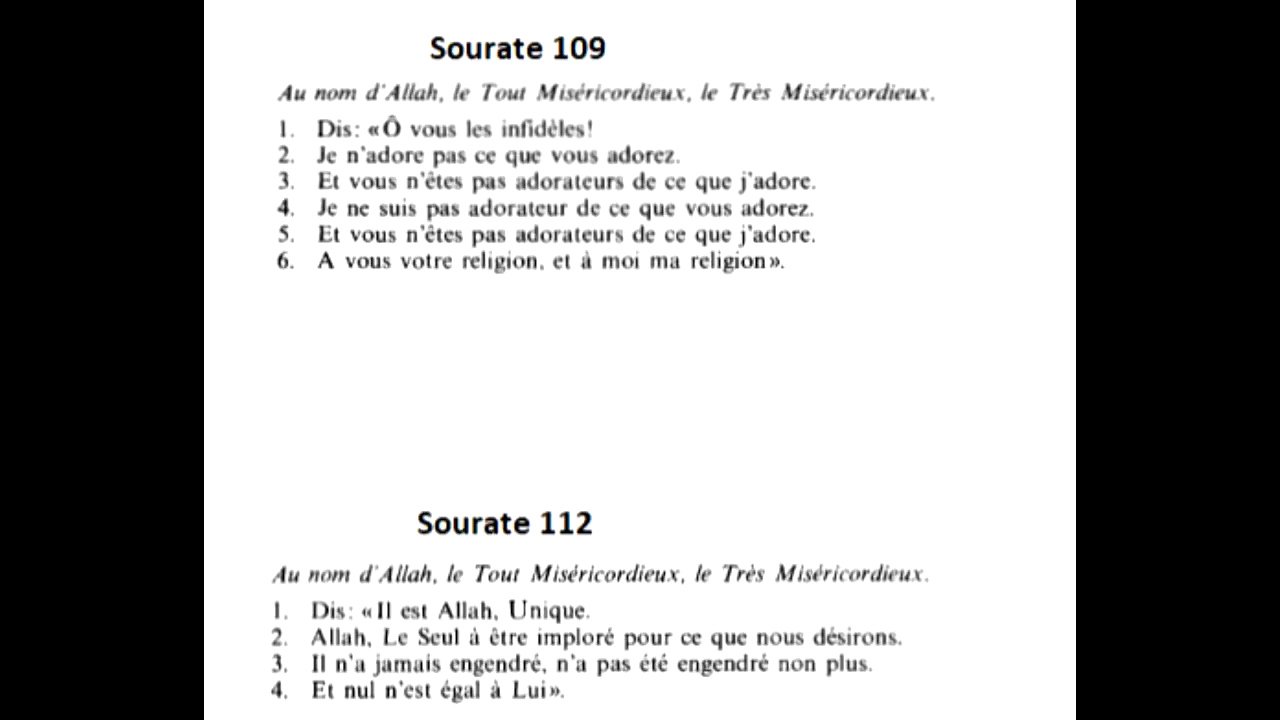 Sourate 109
Au nom d'Allah, le Tout Miséricordieux, le Très Miséricordieux.
1. Dis: «Ô vous les infidèles!
2. Je n'adore pas ce que vous adorez.
3. Et vous n'êtes pas adorateurs de ce que j'adore.
4. Je ne suis pas adorateur de ce que vous adorez.
5. Et vous n'êtes pas adorateurs de ce que j'adore.
6. A vous votre religion, et à moi ma religion».
Sourate 112
Au nom d'Allah, le Tout Miséricordieux, le Très Miséricordieux.
1. Dis: «Il est Allah, Unique.
2. Allah, Le Seul à être imploré pour ce que nous désirons.
3. Il n'a jamais engendré, n'a pas été engendré non plus.
4. Et nul n'est égal à Lui».